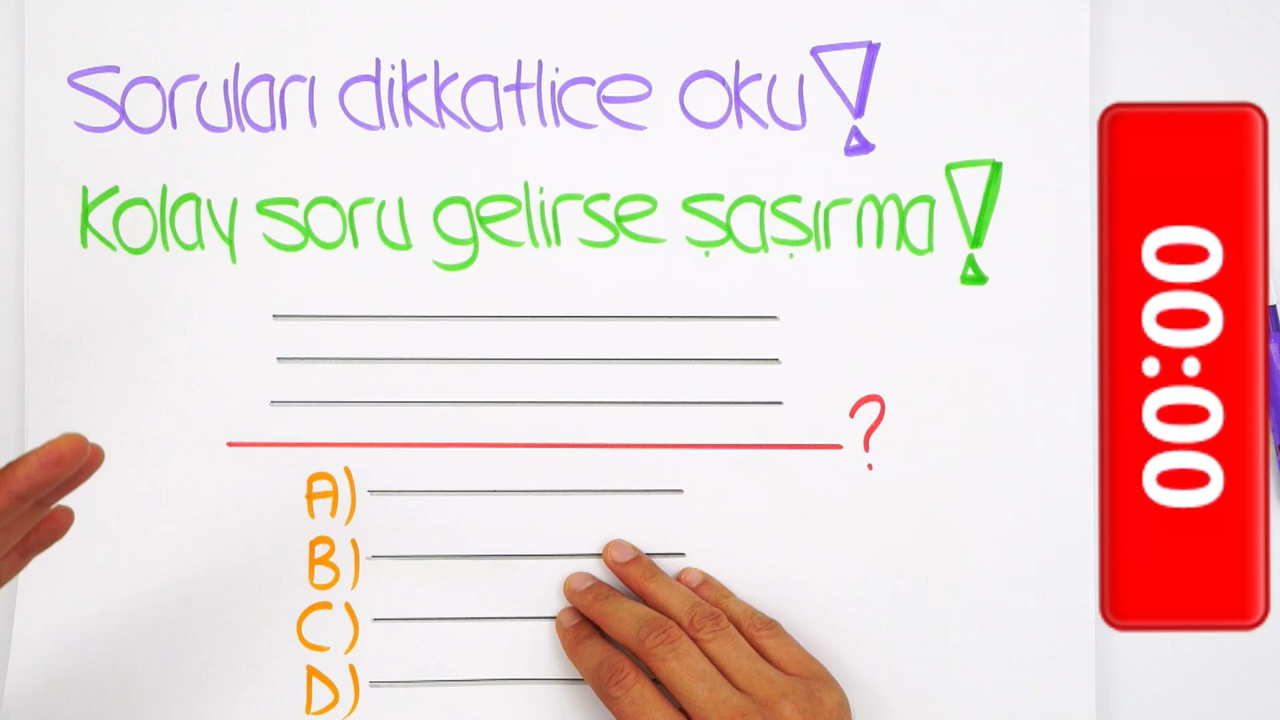 Soruları dikkatlice oku!
Kolay soru gelirse şaşırma!
?
A)
B)
C)
D)
00:00